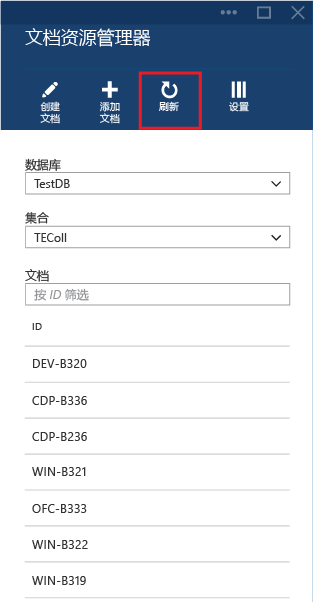 文档资源管理器
创建
文档
添加
文档
刷新
设置
数据库
TestDB
集合
TEColl
文档
按 ID 筛选
ID
DEV-B320
CDP-B336
CDP-B236
WIN-B321
OFC-B333
WIN-B322
WIN-B319